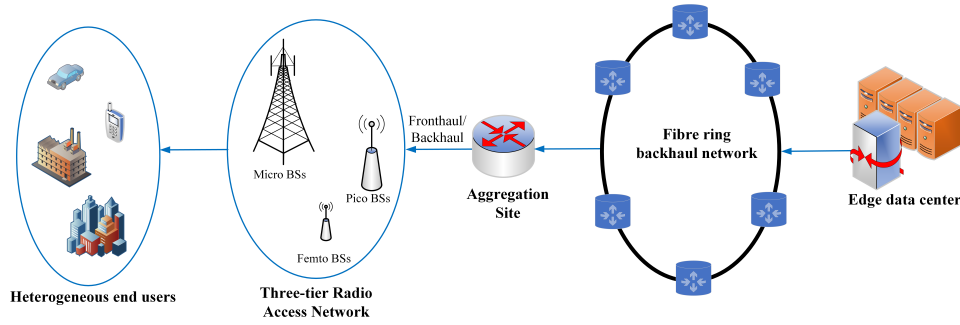 Heterogeneous end users
Micro BSs
Pico BSs
Femto BSs
Three-tier Radio
Access Network
Fronthaul/
Backhaul
Aggregation
Site
Fibre ring
backhaul network
Edge data center